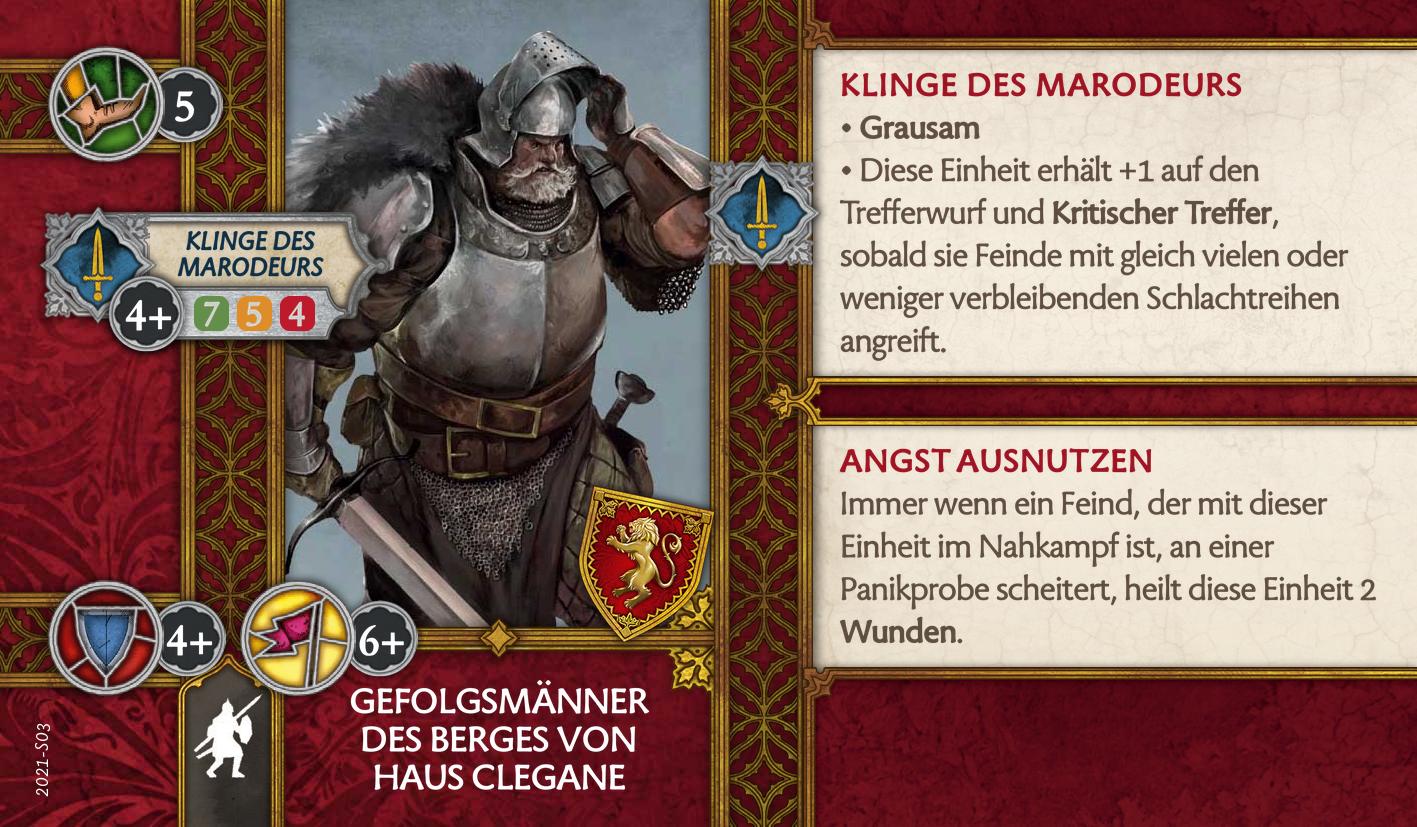 5
KLINGE DES
MARODEURS
4+ 7 5 4
4+ 6+
GEFOLGSMÄNNER
DES BERGES VON
HAUS CLEGANE
2021-S03
KLINGE DES MARODEURS
• Grausam
• Diese Einheit erhält +1 auf den
Trefferwurf und Kritischer Treffer,
sobald sie Feinde mit gleich vielen oder
weniger verbleibenden Schlachtreihen
angreift.
ANGST AUSNUTZEN
Immer wenn ein Feind, der mit dieser
Einheit im Nahkampf ist, an einer
Panikprobe scheitert, heilt diese Einheit 2
Wunden.